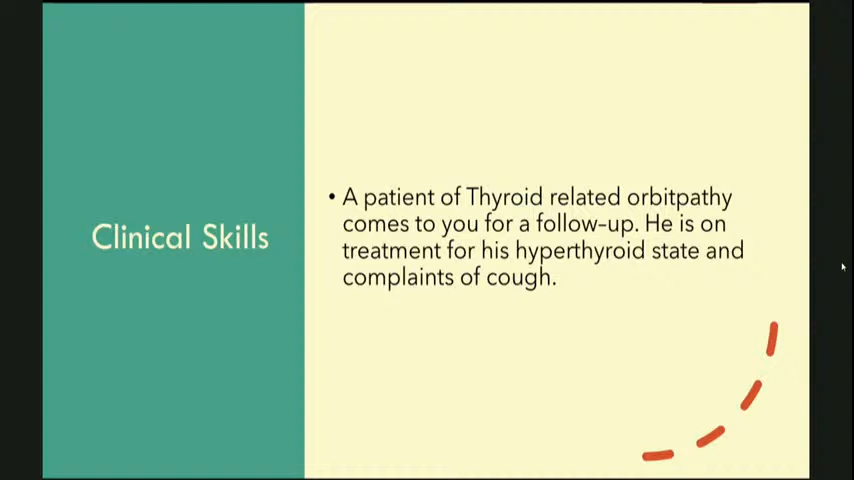 Clinical Skills
• A patient of Thyroid related orbitpathy
comes to you for a follow-up. He is on
treatment for his hyperthyroid state and
complaints of cough.